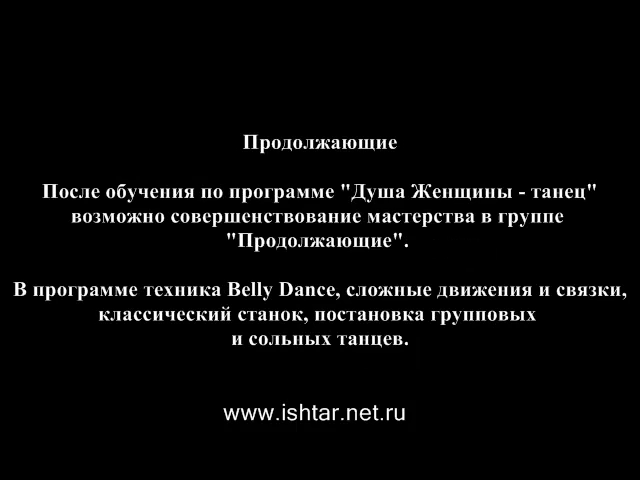 Продолжающие
После обучения по программе "Душа Женщины - танец"
возможно совершенствование мастерства в группе
"Продолжающие".
В программе техника Belly Dance, сложные движения и связки,
классический станок, постановка групповых
и сольных танцев.
www.ishtar.net.ru